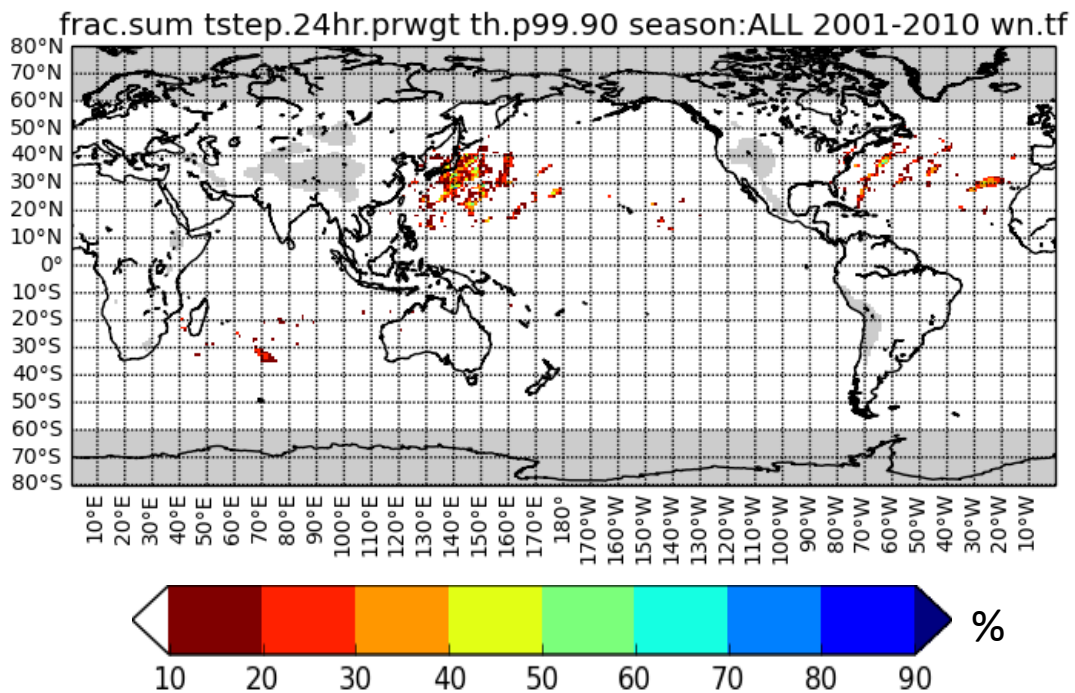 frac.sum tstep.24hr.prwgt th.p99.90 season:ALL 2001-2010 wn.tf
80°N
70°N
60°N
50°N
40°N
30°N
20°N
10°N
0°
10°S
20°S
30°S
40°S
50°S
60°S
70°S
80°S
10°E 20°E 30°E 40°E 50°E 60°E 70°E 80°E 90°E 100°E 110°E 120°E 130°E 140°E 150°E 160°E 170°E 180° 170°W 160°W 150°W 140°W 130°W 120°W 110°W 100°W 90°W 80°W 70°W 60°W 50°W 40°W 30°W 20°W 10°W
%
10 20 30 40 50 60 70 80 90